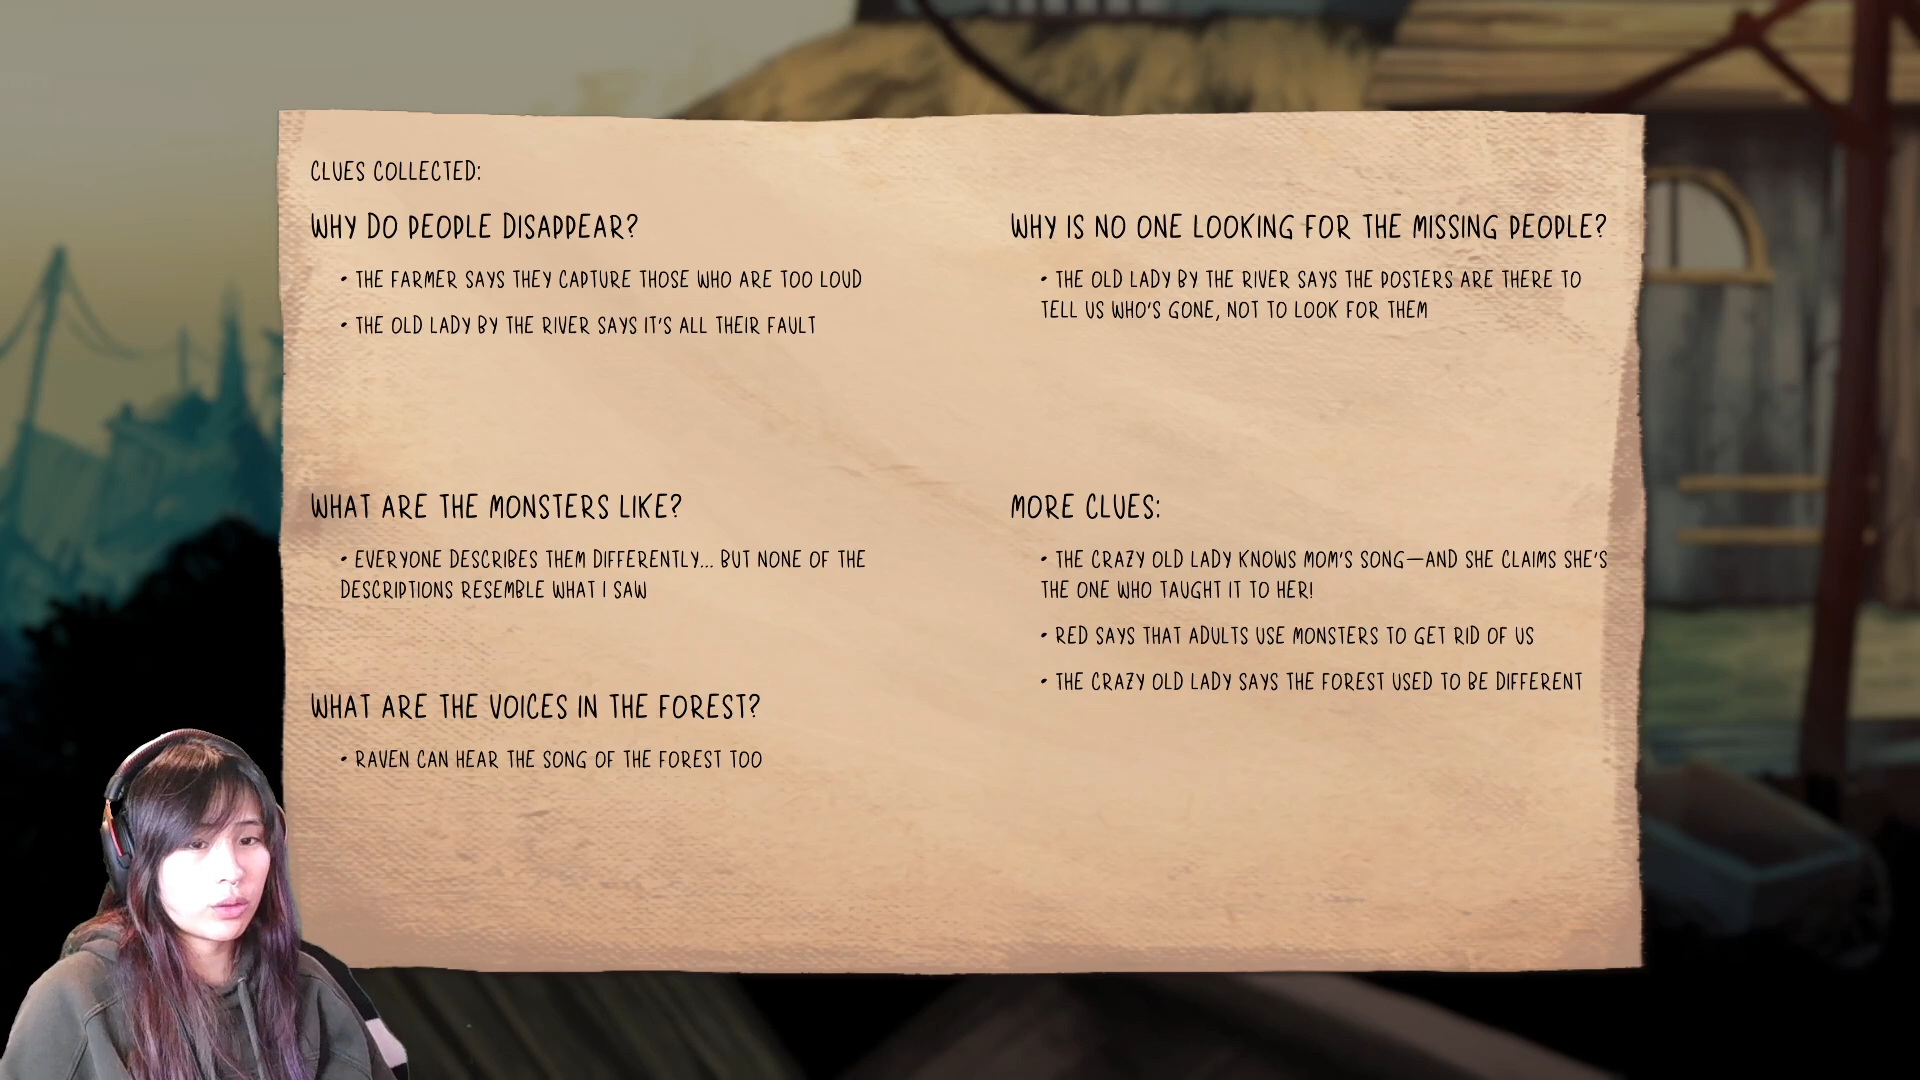 CLUES COLLECTED:
WHY DO PEOPLE DISAPPEAR?
• THE FARMER SAYS THEY CAPTURE THOSE WHO ARE TOO LOUD
• THE OLD LADY BY THE RIVER SAYS IT'S ALL THEIR FAULT
WHY IS NO ONE LOOKING FOR THE MISSING PEOPLE?
• THE OLD LADY BY THE RIVER SAYS THE POSTERS ARE THERE TO
TELL US WHO'S GONE, NOT TO LOOK FOR THEM
WHAT ARE THE MONSTERS LIKE?
• EVERYONE DESCRIBES THEM DIFFERENTLY... BUT NONE OF THE
DESCRIPTIONS RESEMBLE WHAT I SAW
WHAT ARE THE VOICES IN THE FOREST?
• RAVEN CAN HEAR THE SONG OF THE FOREST TOO
MORE CLUES:
• THE CRAZY OLD LADY KNOWS MOM'S SONG—AND SHE CLAIMS SHE'S
THE ONE WHO TAUGHT IT TO HER!
• RED SAYS THAT ADULTS USE MONSTERS TO GET RID OF US
• THE CRAZY OLD LADY SAYS THE FOREST USED TO BE DIFFERENT